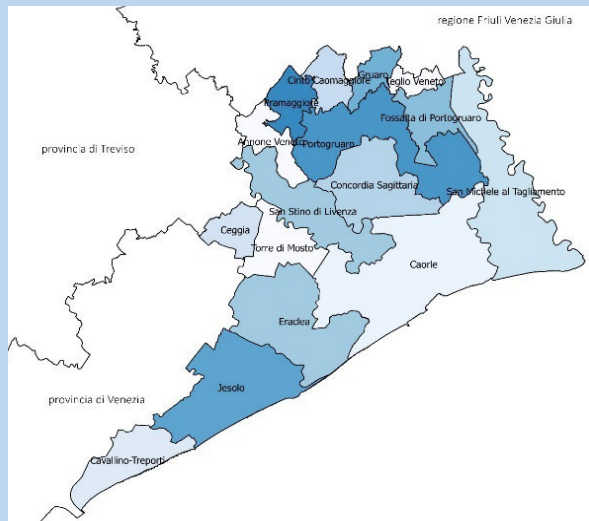 regione Friuli Venezia Giulia
Gruaro
Cinto Caomaggiore
Teglio Veneto
Pramaggiore
Fossalta di Portogruaro
Annone Veneto
Portogruaro
provincia di Treviso
Concordia Sagittaria
San Michele al Tagliamento
San Stino di Livenza
Ceggia
Torre di Mosto
Caorle
Eraclea
Jesolo
provincia di Venezia
Cavallino-Treporti